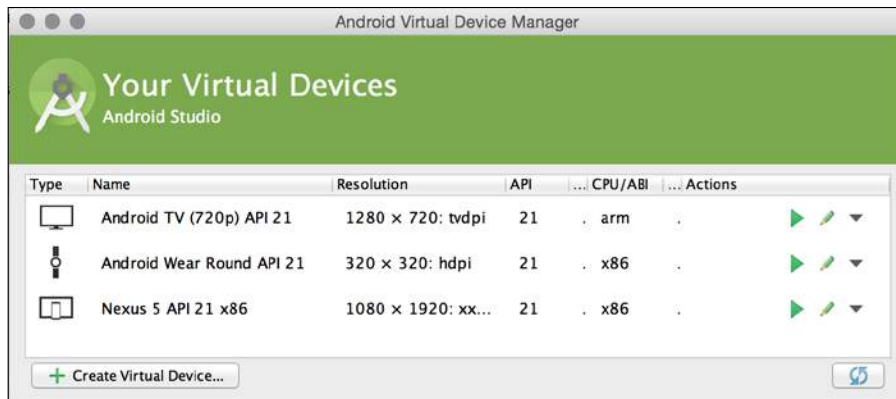 Android Virtual Device Manager
Your Virtual Devices
Android Studio
Type Name Resolution API ... CPU/ABI ... Actions
Android TV (720p) API 21 1280 × 720: tvdpi 21 . arm .
Android Wear Round API 21 320 × 320: hdpi 21 . x86 .
Nexus 5 API 21 x86 1080 × 1920: xx... 21 . x86 .
Create Virtual Device...